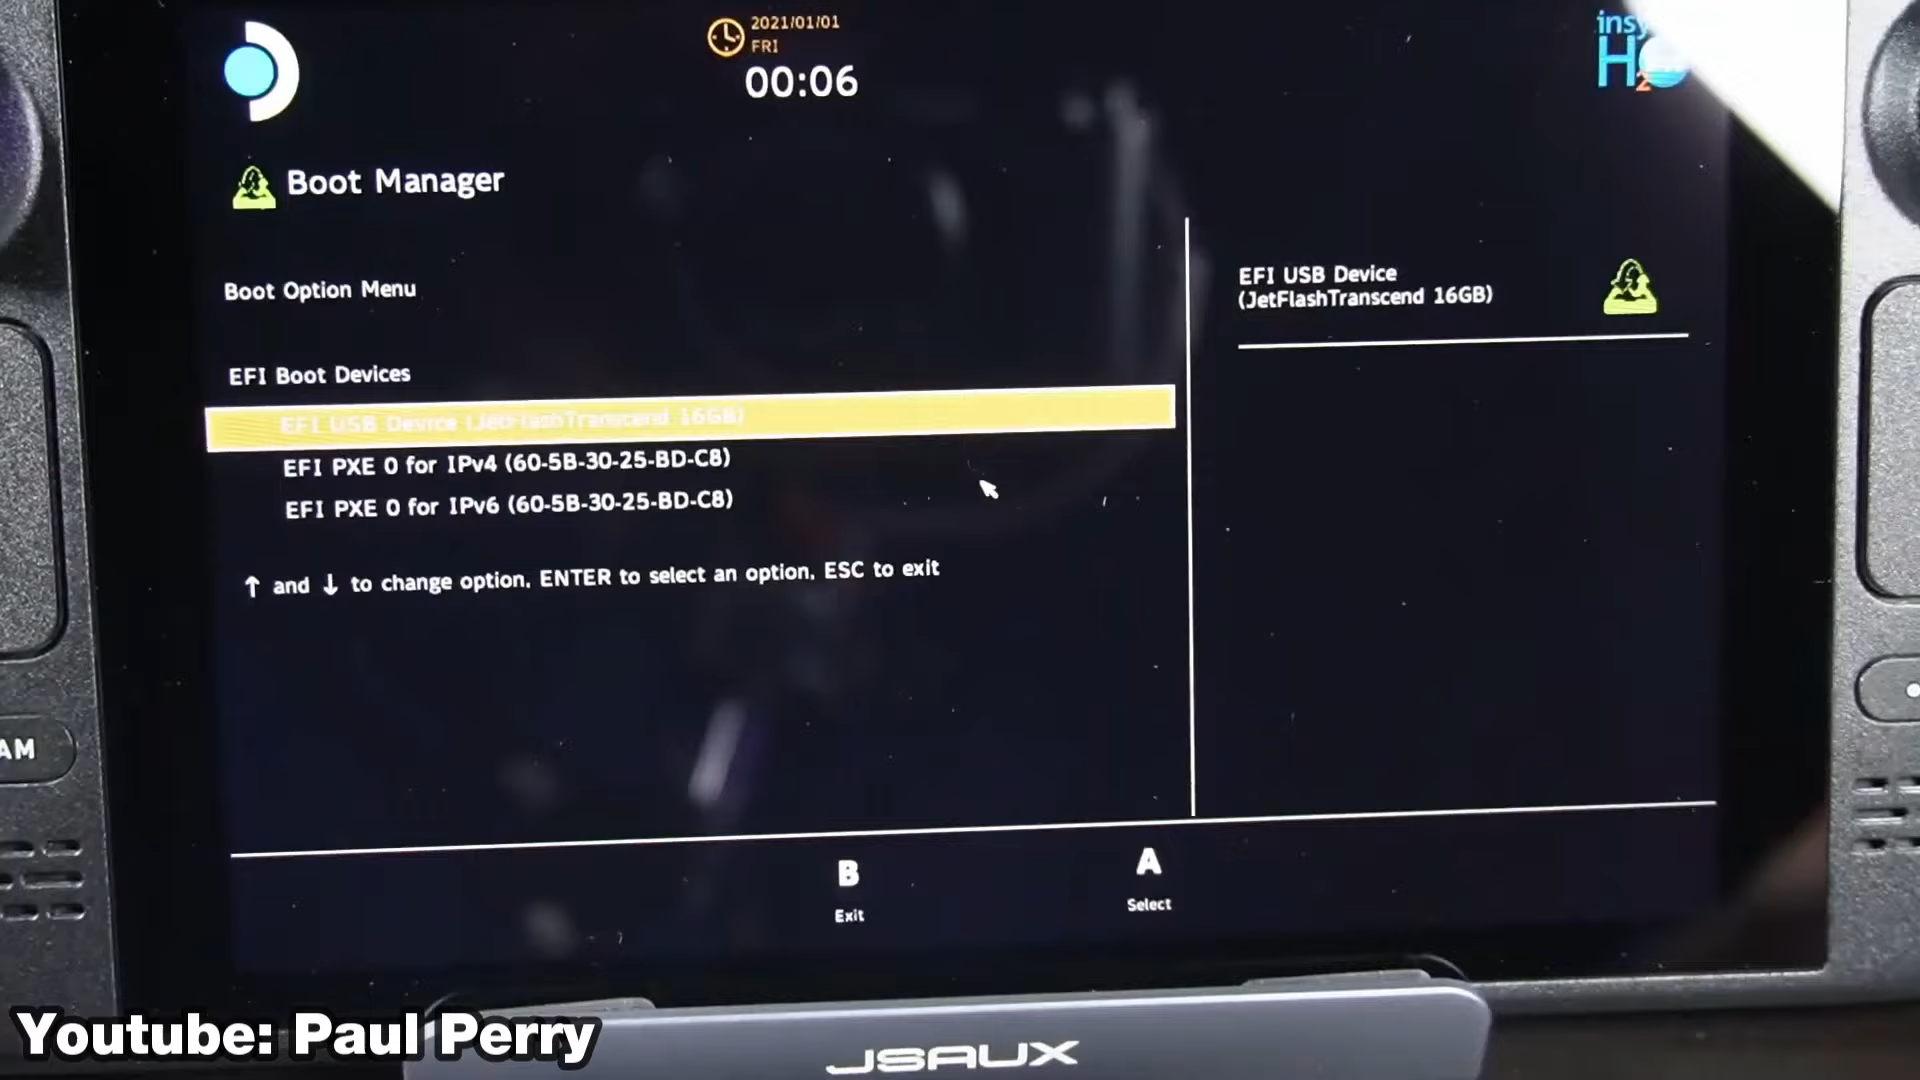 2021/01/01
FRI
00:06
insy
H2
Boot Manager
Boot Option Menu
EFI Boot Devices
EFI USB Device (JetFlashTranscend 16GB)
EFI PXE 0 for IPv4 (60-5B-30-25-BD-C8)
EFI PXE 0 for IPv6 (60-5B-30-25-BD-C8)
↑ and ↓ to change option, ENTER to select an option, ESC to exit
EFI USB Device
(JetFlashTranscend 16GB)
B
Exit
A
Select
AM
JSAUX
Youtube: Paul Perry